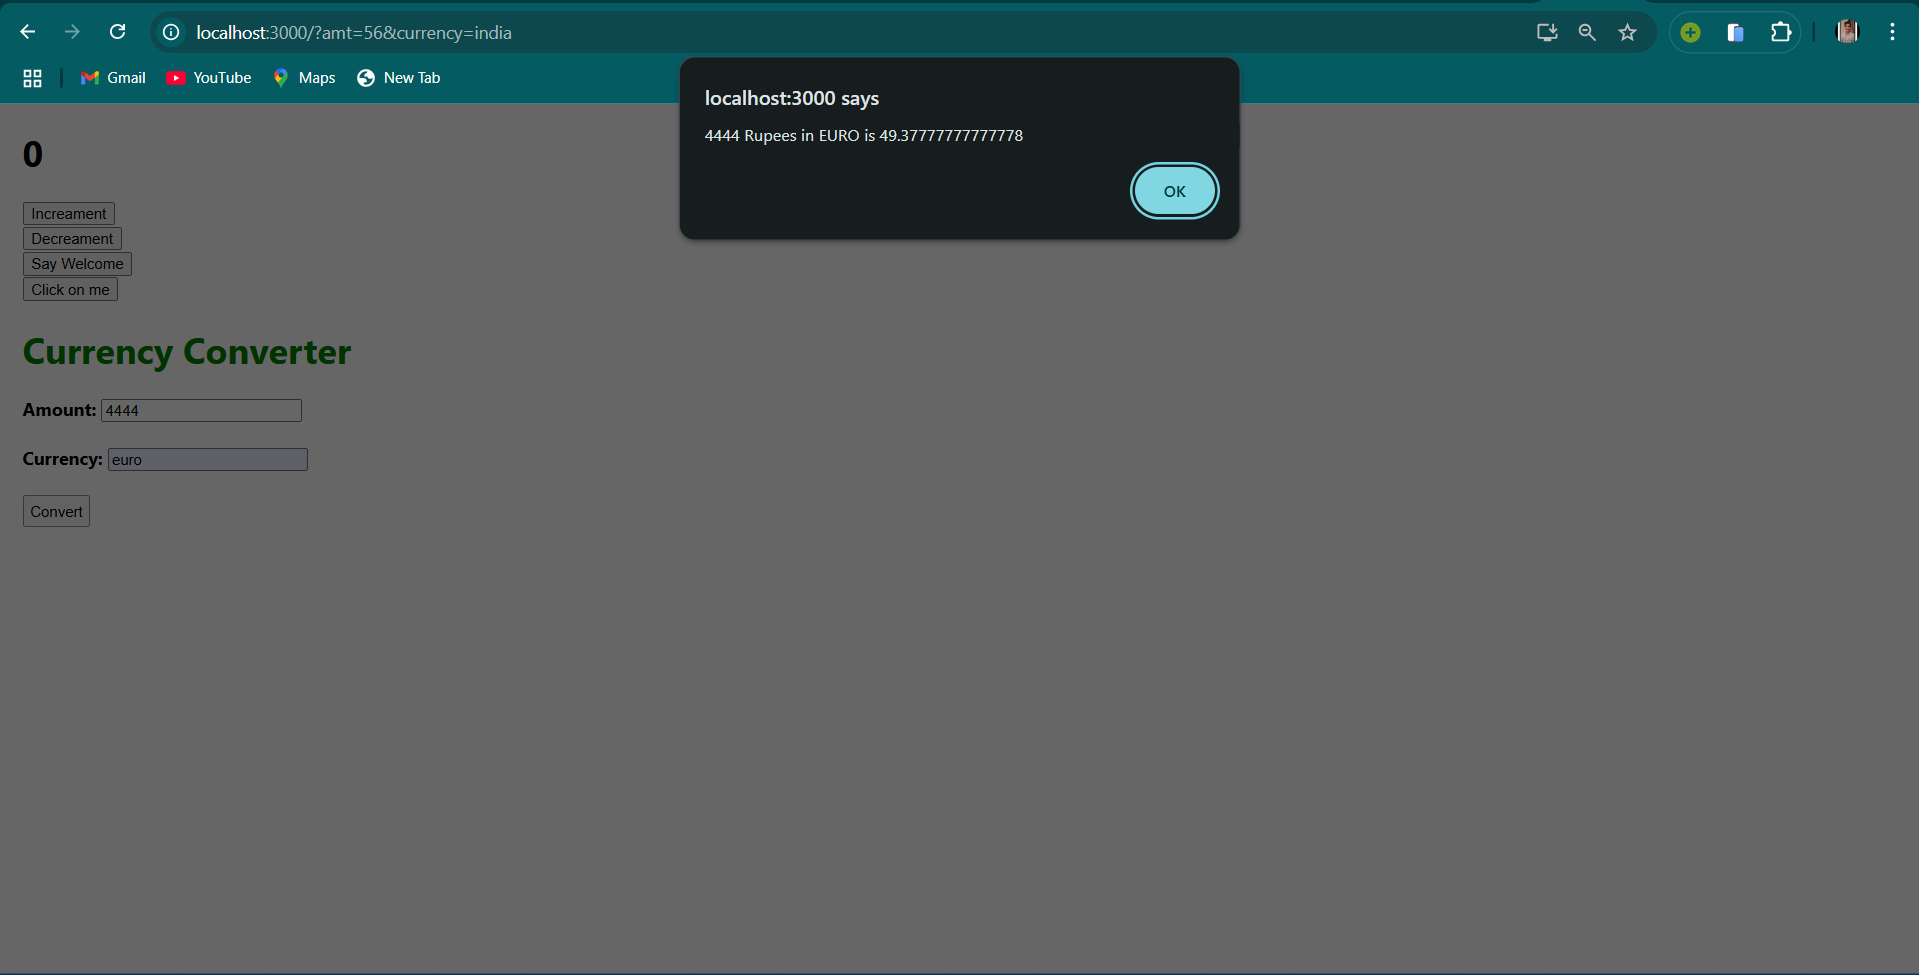 localhost:3000/?amt=56&currency=india
Gmail YouTube Maps New Tab
localhost:3000 says
4444 Rupees in EURO is 49.37777777777778
OK
0
Increament
Decreament
Say Welcome
Click on me
Currency Converter
Amount: 4444
Currency: euro
Convert